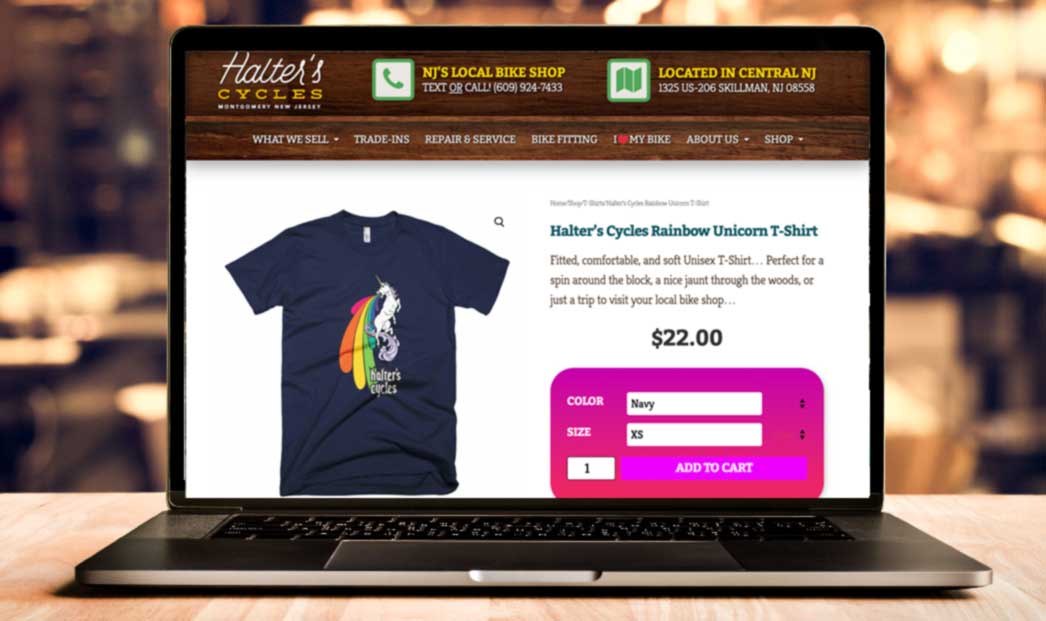 Halter's
CYCLES
MONTGOMERY NEW JERSEY
NJ'S LOCAL BIKE SHOP
TEXT OR CALL! (609) 924-7433
LOCATED IN CENTRAL NJ
1325 US-206 SKILLMAN, NJ 08558
WHAT WE SELL TRADE-INS REPAIR & SERVICE BIKE FITTING I❤MY BIKE ABOUT US SHOP
Home/Shop/T-Shirts/Halter's Cycles Rainbow Unicorn T-Shirt
Halter's Cycles Rainbow Unicorn T-Shirt
Fitted, comfortable, and soft Unisex T-Shirt... Perfect for a
spin around the block, a nice jaunt through the woods, or
just a trip to visit your local bike shop...
$22.00
COLOR Navy
SIZE XS
1 ADD TO CART
halter's
cycles